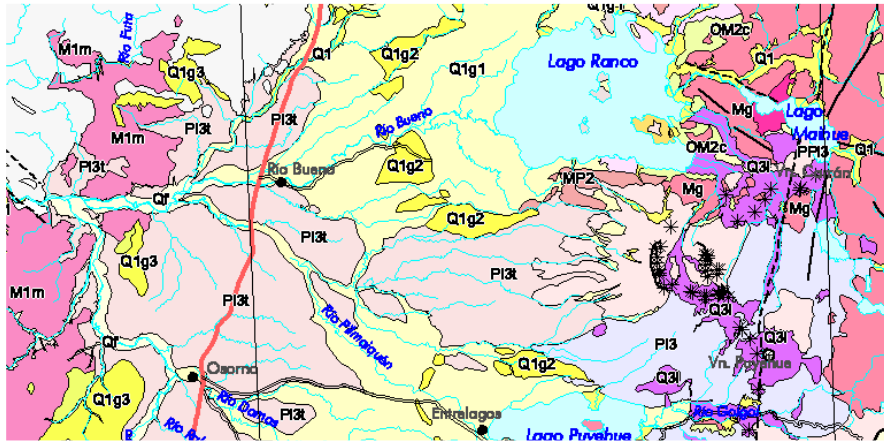 Q1g1
OM2c
Q1
Río Futa
M1m
Q1g3
Q1
Q1g2
Q1g1
Lago Ranco
Mg
Lago
Maihue
Pl3t
M1m
Pl3t
Pl3t
Río Bueno
OM2c
PPl3
Q1
Río Bueno
Q1g2
MP2
Q3l
Mg
Mg
Qf
Q1g2
Pl3t
Q1g3
Pl3t
Pl3t
M1m
Río Pilmaiquén
Q3l
Qf
Pl3
Q3l
Q1g2
Vn. Puyehue
Osorno
Q3l
Q1g3
Río Damas
Pl3t
Entrelagos
Río Golgol
Lago Puyehue